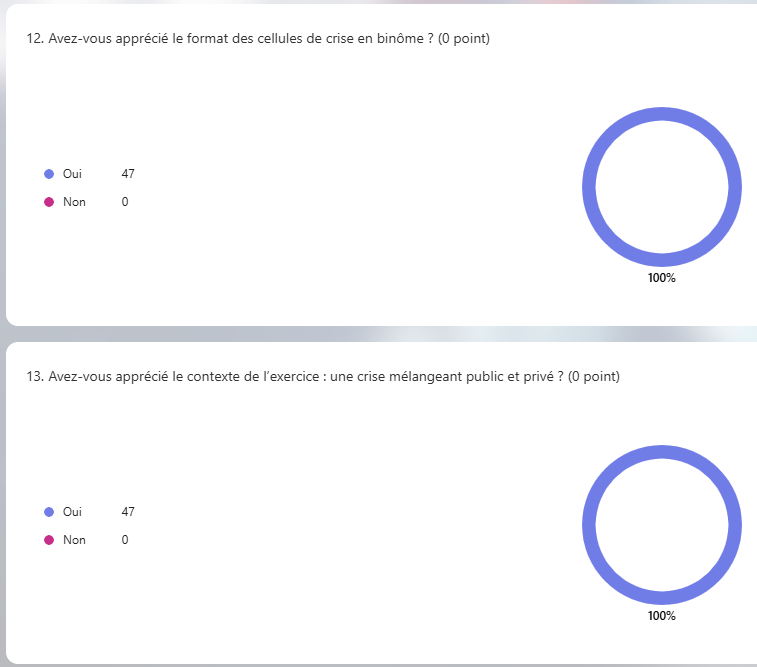 12. Avez-vous apprécié le format des cellules de crise en binôme ? (0 point)
Oui 47
Non 0
100%
13. Avez-vous apprécié le contexte de l'exercice : une crise mélangeant public et privé ? (0 point)
Oui 47
Non 0
100%